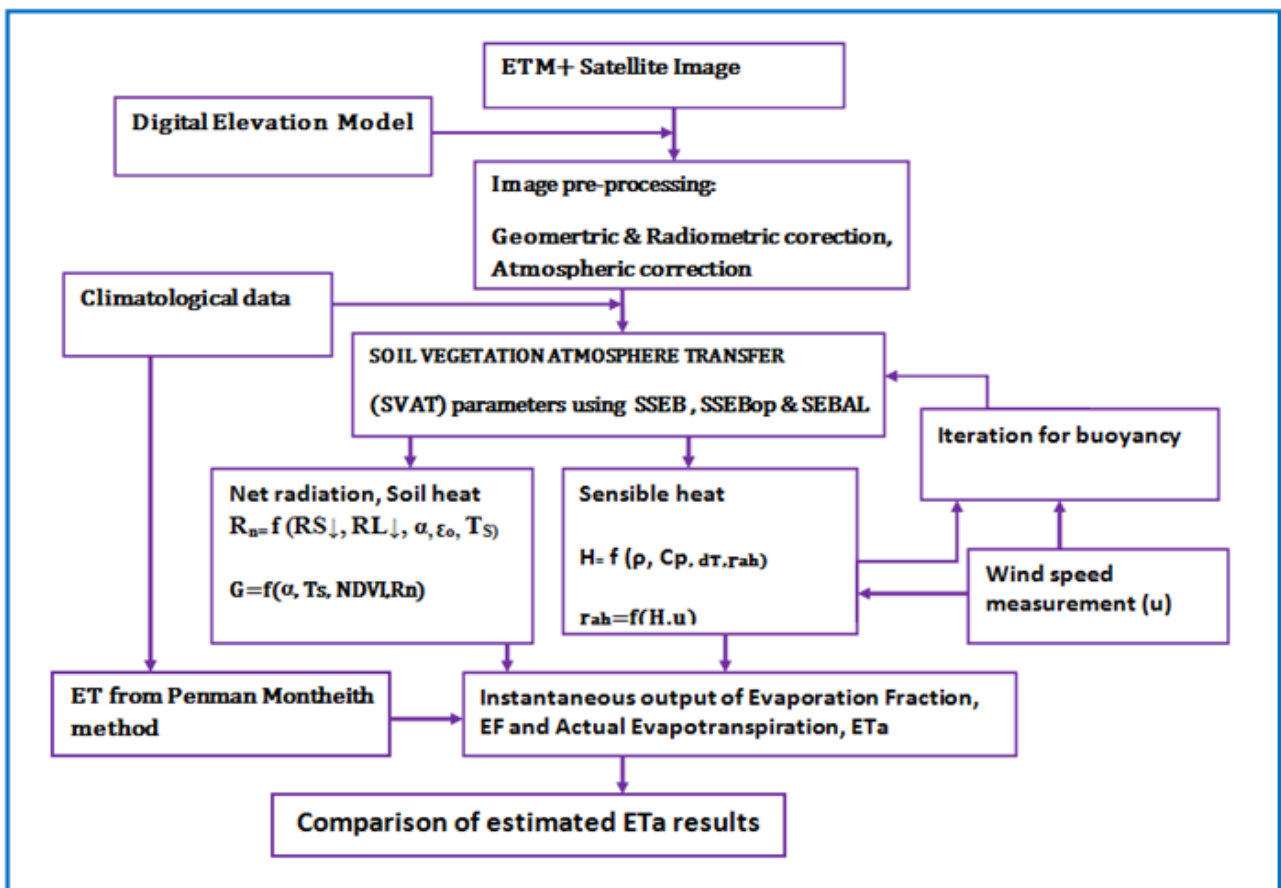 ETM+ Satellite Image
Digital Elevation Model
Image pre-processing:
Geomertric & Radiometric corection,
Atmospheric correction
Climatological data
SOIL VEGETATION ATMOSPHERE TRANSFER
(SVAT) parameters using SSEB , SSEBop & SEBAL
Iteration for buoyancy
Net radiation, Soil heat
Rn= f (RS↓, RL↓, α, εo, TS)
G=f(α, Ts, NDVI,Rn)
Sensible heat
H= f (ρ, Cp, dT,rah)
rah=f(H,u)
Wind speed
measurement (u)
ET from Penman Montheith
method
Instantaneous output of Evaporation Fraction,
EF and Actual Evapotranspiration, ETa
Comparison of estimated ETa results